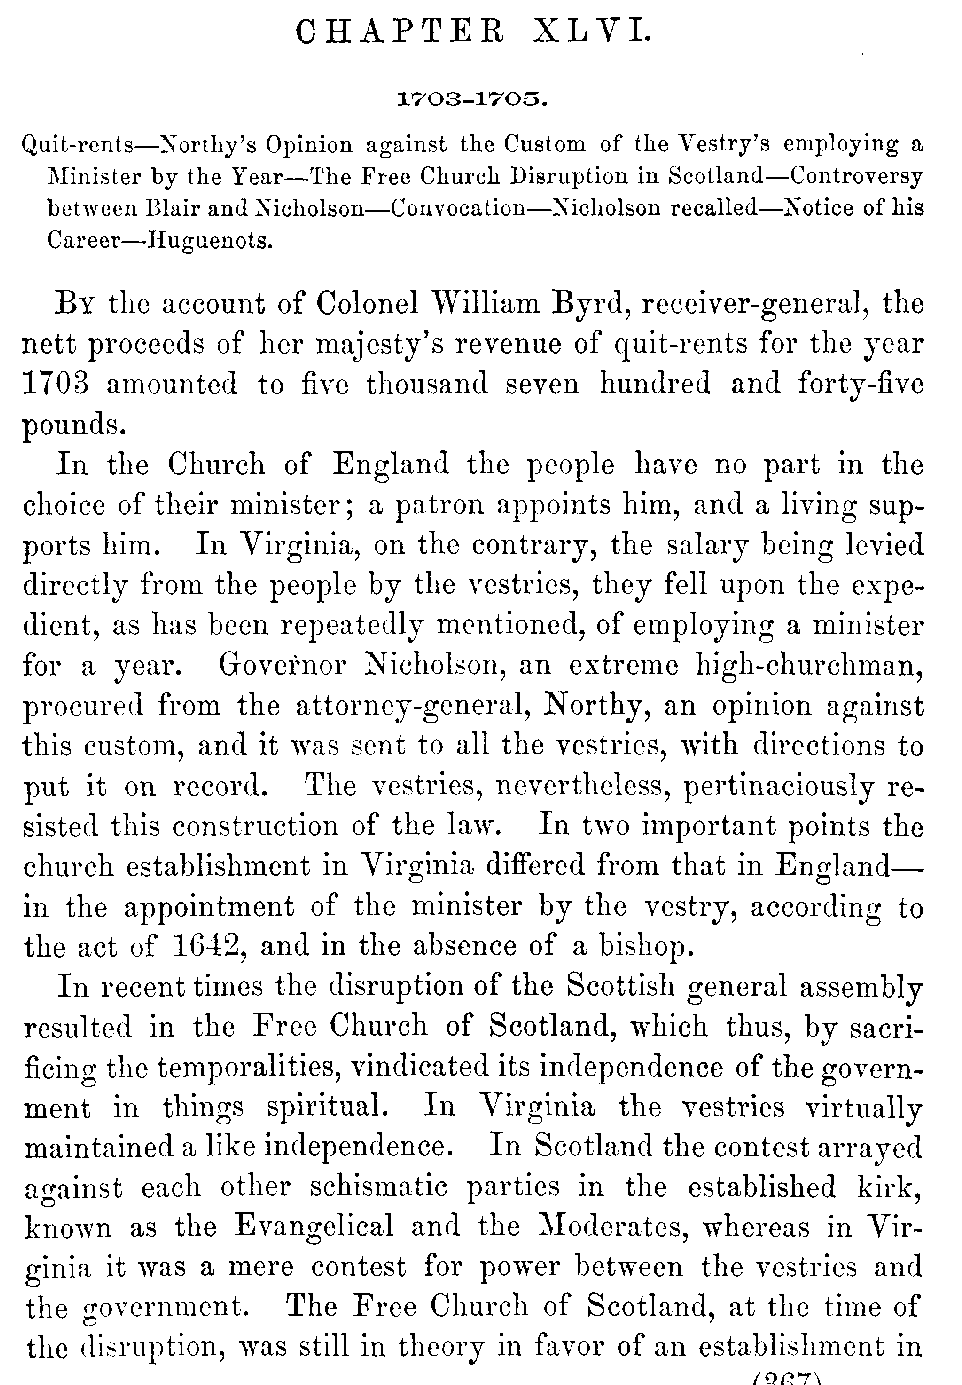 CHAPTER XLVI.
1703-1705.
Quit-rents—Northy's Opinion against the Custom of the Vestry's employing a
Minister by the Year—The Free Church Disruption in Scotland—Controversy
between Blair and Nicholson—Convocation—Nicholson recalled—Notice of his
Career—Huguenots.
By the account of Colonel William Byrd, receiver-general, the
nett proceeds of her majesty's revenue of quit-rents for the year
1703 amounted to five thousand seven hundred and forty-five
pounds.
In the Church of England the people have no part in the
choice of their minister; a patron appoints him, and a living sup-
ports him. In Virginia, on the contrary, the salary being levied
directly from the people by the vestries, they fell upon the expe-
dient, as has been repeatedly mentioned, of employing a minister
for a year. Governor Nicholson, an extreme high-churchman,
procured from the attorney-general, Northy, an opinion against
this custom, and it was sent to all the vestries, with directions to
put it on record. The vestries, nevertheless, pertinaciously re-
sisted this construction of the law. In two important points the
church establishment in Virginia differed from that in England—
in the appointment of the minister by the vestry, according to
the act of 1642, and in the absence of a bishop.
In recent times the disruption of the Scottish general assembly
resulted in the Free Church of Scotland, which thus, by sacri-
ficing the temporalities, vindicated its independence of the govern-
ment in things spiritual. In Virginia the vestries virtually
maintained a like independence. In Scotland the contest arrayed
against each other schismatic parties in the established kirk,
known as the Evangelical and the Moderates, whereas in Vir-
ginia it was a mere contest for power between the vestries and
the government. The Free Church of Scotland, at the time of
the disruption, was still in theory in favor of an establishment in
(367)